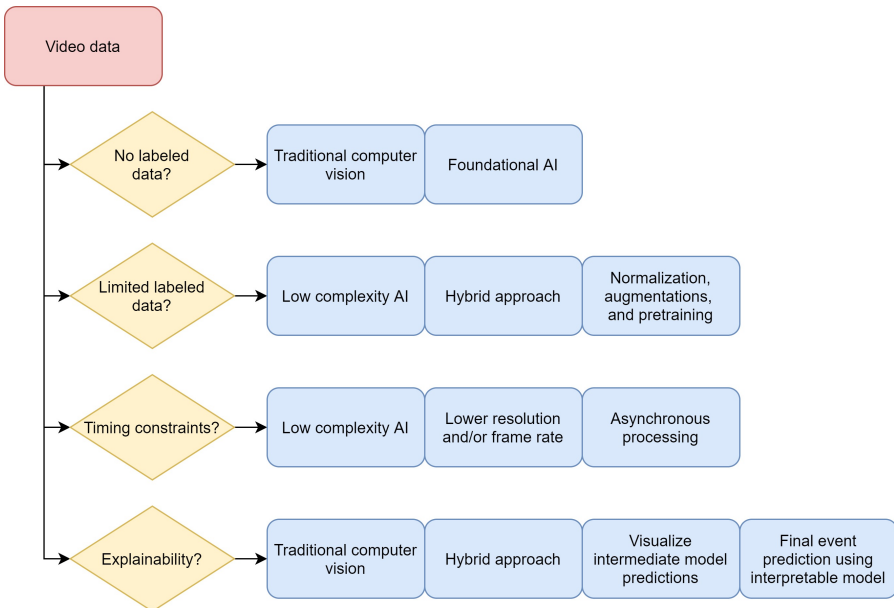 Video data
No labeled
data?
Traditional computer
vision
Foundational AI
Limited labeled
data?
Low complexity AI
Hybrid approach
Normalization,
augmentations,
and pretraining
Timing constraints?
Low complexity AI
Lower resolution
and/or frame rate
Asynchronous
processing
Explainability?
Traditional computer
vision
Hybrid approach
Visualize
intermediate model
predictions
Final event
prediction using
interpretable model